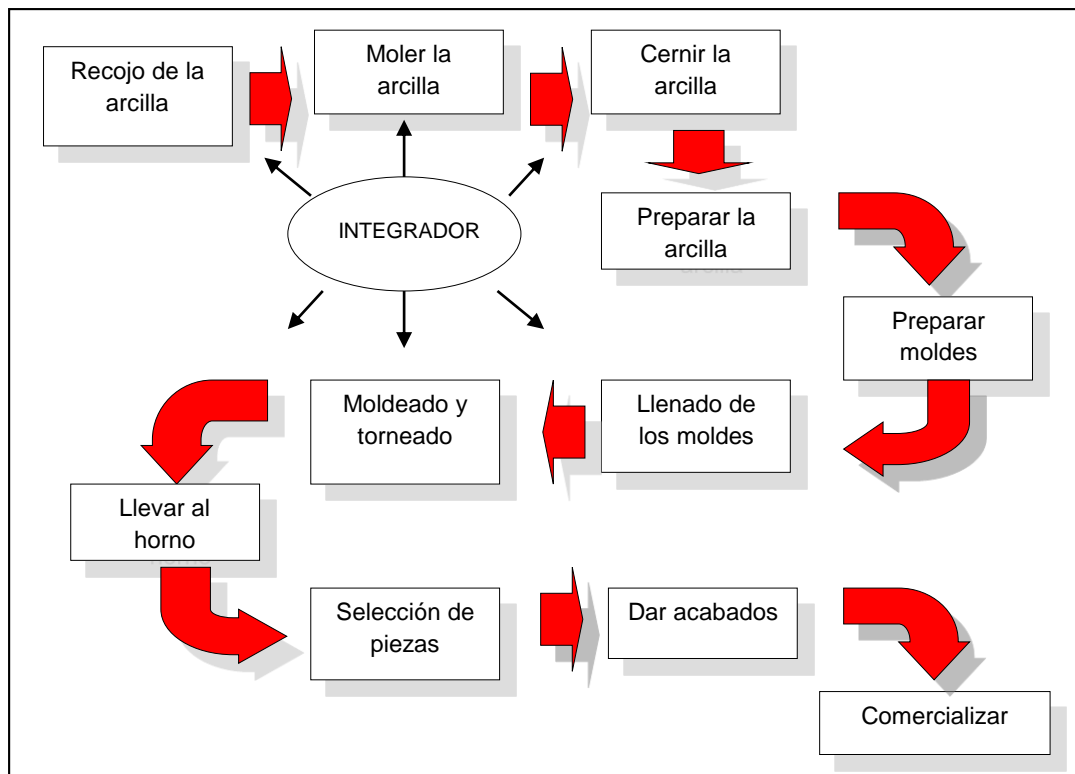 Recojo de la
arcilla
Moler la
arcilla
Cernir la
arcilla
INTEGRADOR
Preparar la
arcilla
Preparar
moldes
Llenado de
los moldes
Moldeado y
torneado
Llevar al
horno
Selección de
piezas
Dar acabados
Comercializar